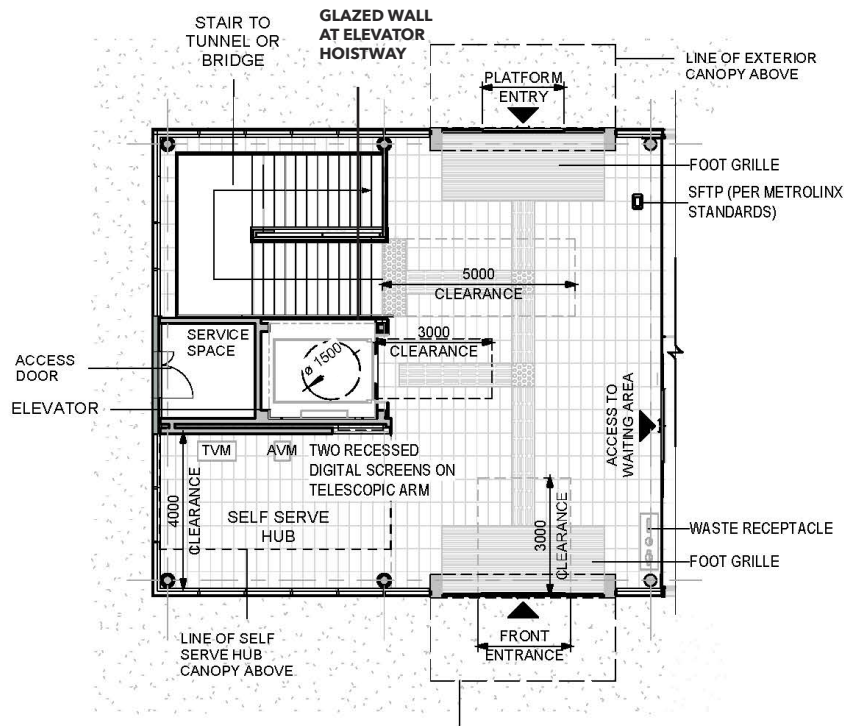 STAIR TO
TUNNEL OR
BRIDGE
GLAZED WALL
AT ELEVATOR
HOISTWAY
PLATFORM
ENTRY
LINE OF EXTERIOR
CANOPY ABOVE
FOOT GRILLE
SFTP (PER METROLINX
STANDARDS)
5000
CLEARANCE
3000
CLEARANCE
SERVICE
SPACE
ø 1500
ACCESS
DOOR
ELEVATOR
ACCESS TO
WAITING AREA
TVM
AVM
TWO RECESSED
DIGITAL SCREENS ON
TELESCOPIC ARM
4000
CLEARANCE
SELF SERVE
HUB
3000
CLEARANCE
WASTE RECEPTACLE
FOOT GRILLE
LINE OF SELF
SERVE HUB
CANOPY ABOVE
FRONT
ENTRANCE